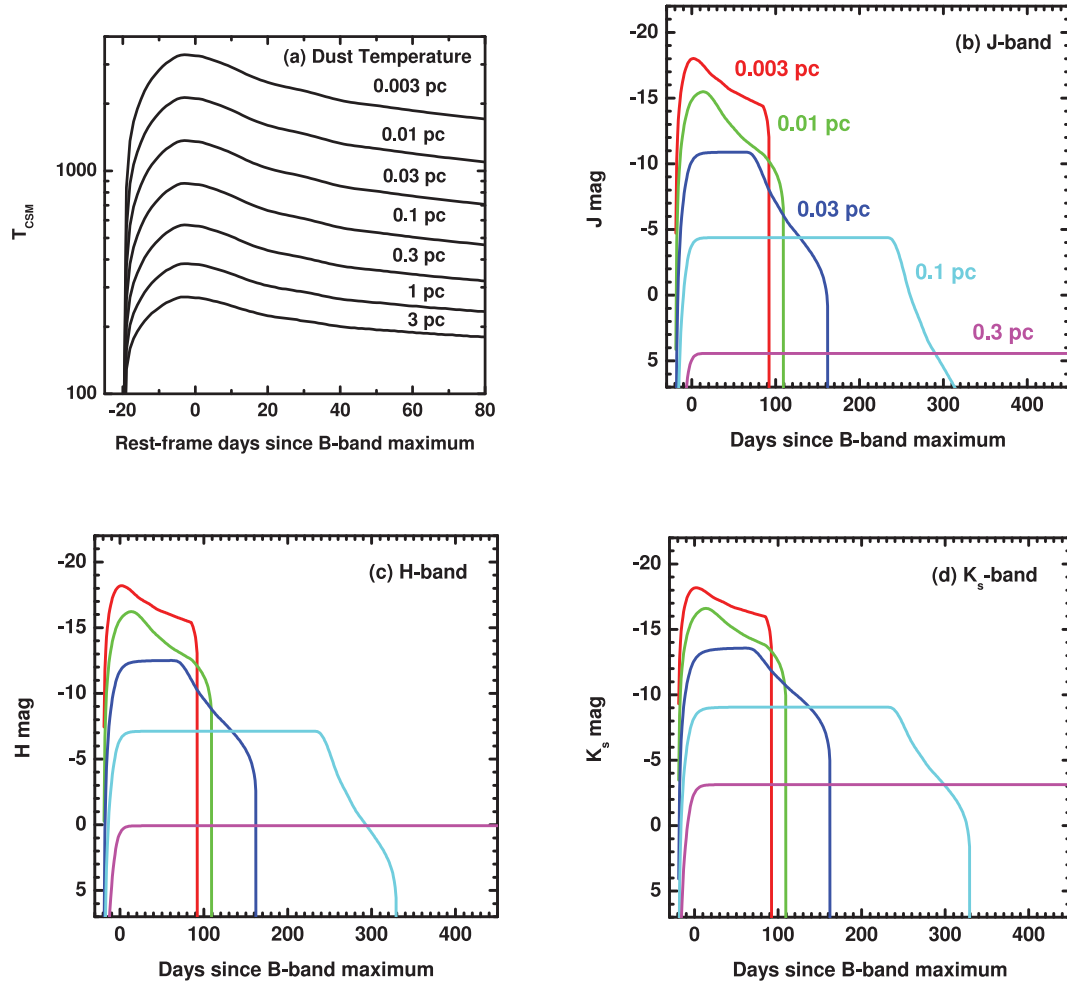 (a) Dust Temperature
0.003 pc
0.01 pc
0.03 pc
0.1 pc
0.3 pc
1 pc
3 pc
1000
100
T_CSM
-20 0 20 40 60 80
Rest-frame days since B-band maximum
(b) J-band
0.003 pc
0.01 pc
0.03 pc
0.1 pc
0.3 pc
-20
-15
-10
-5
0
5
J mag
0 100 200 300 400
Days since B-band maximum
(c) H-band
-20
-15
-10
-5
0
5
H mag
0 100 200 300 400
Days since B-band maximum
(d) K_s-band
-20
-15
-10
-5
0
5
K_s mag
0 100 200 300 400
Days since B-band maximum